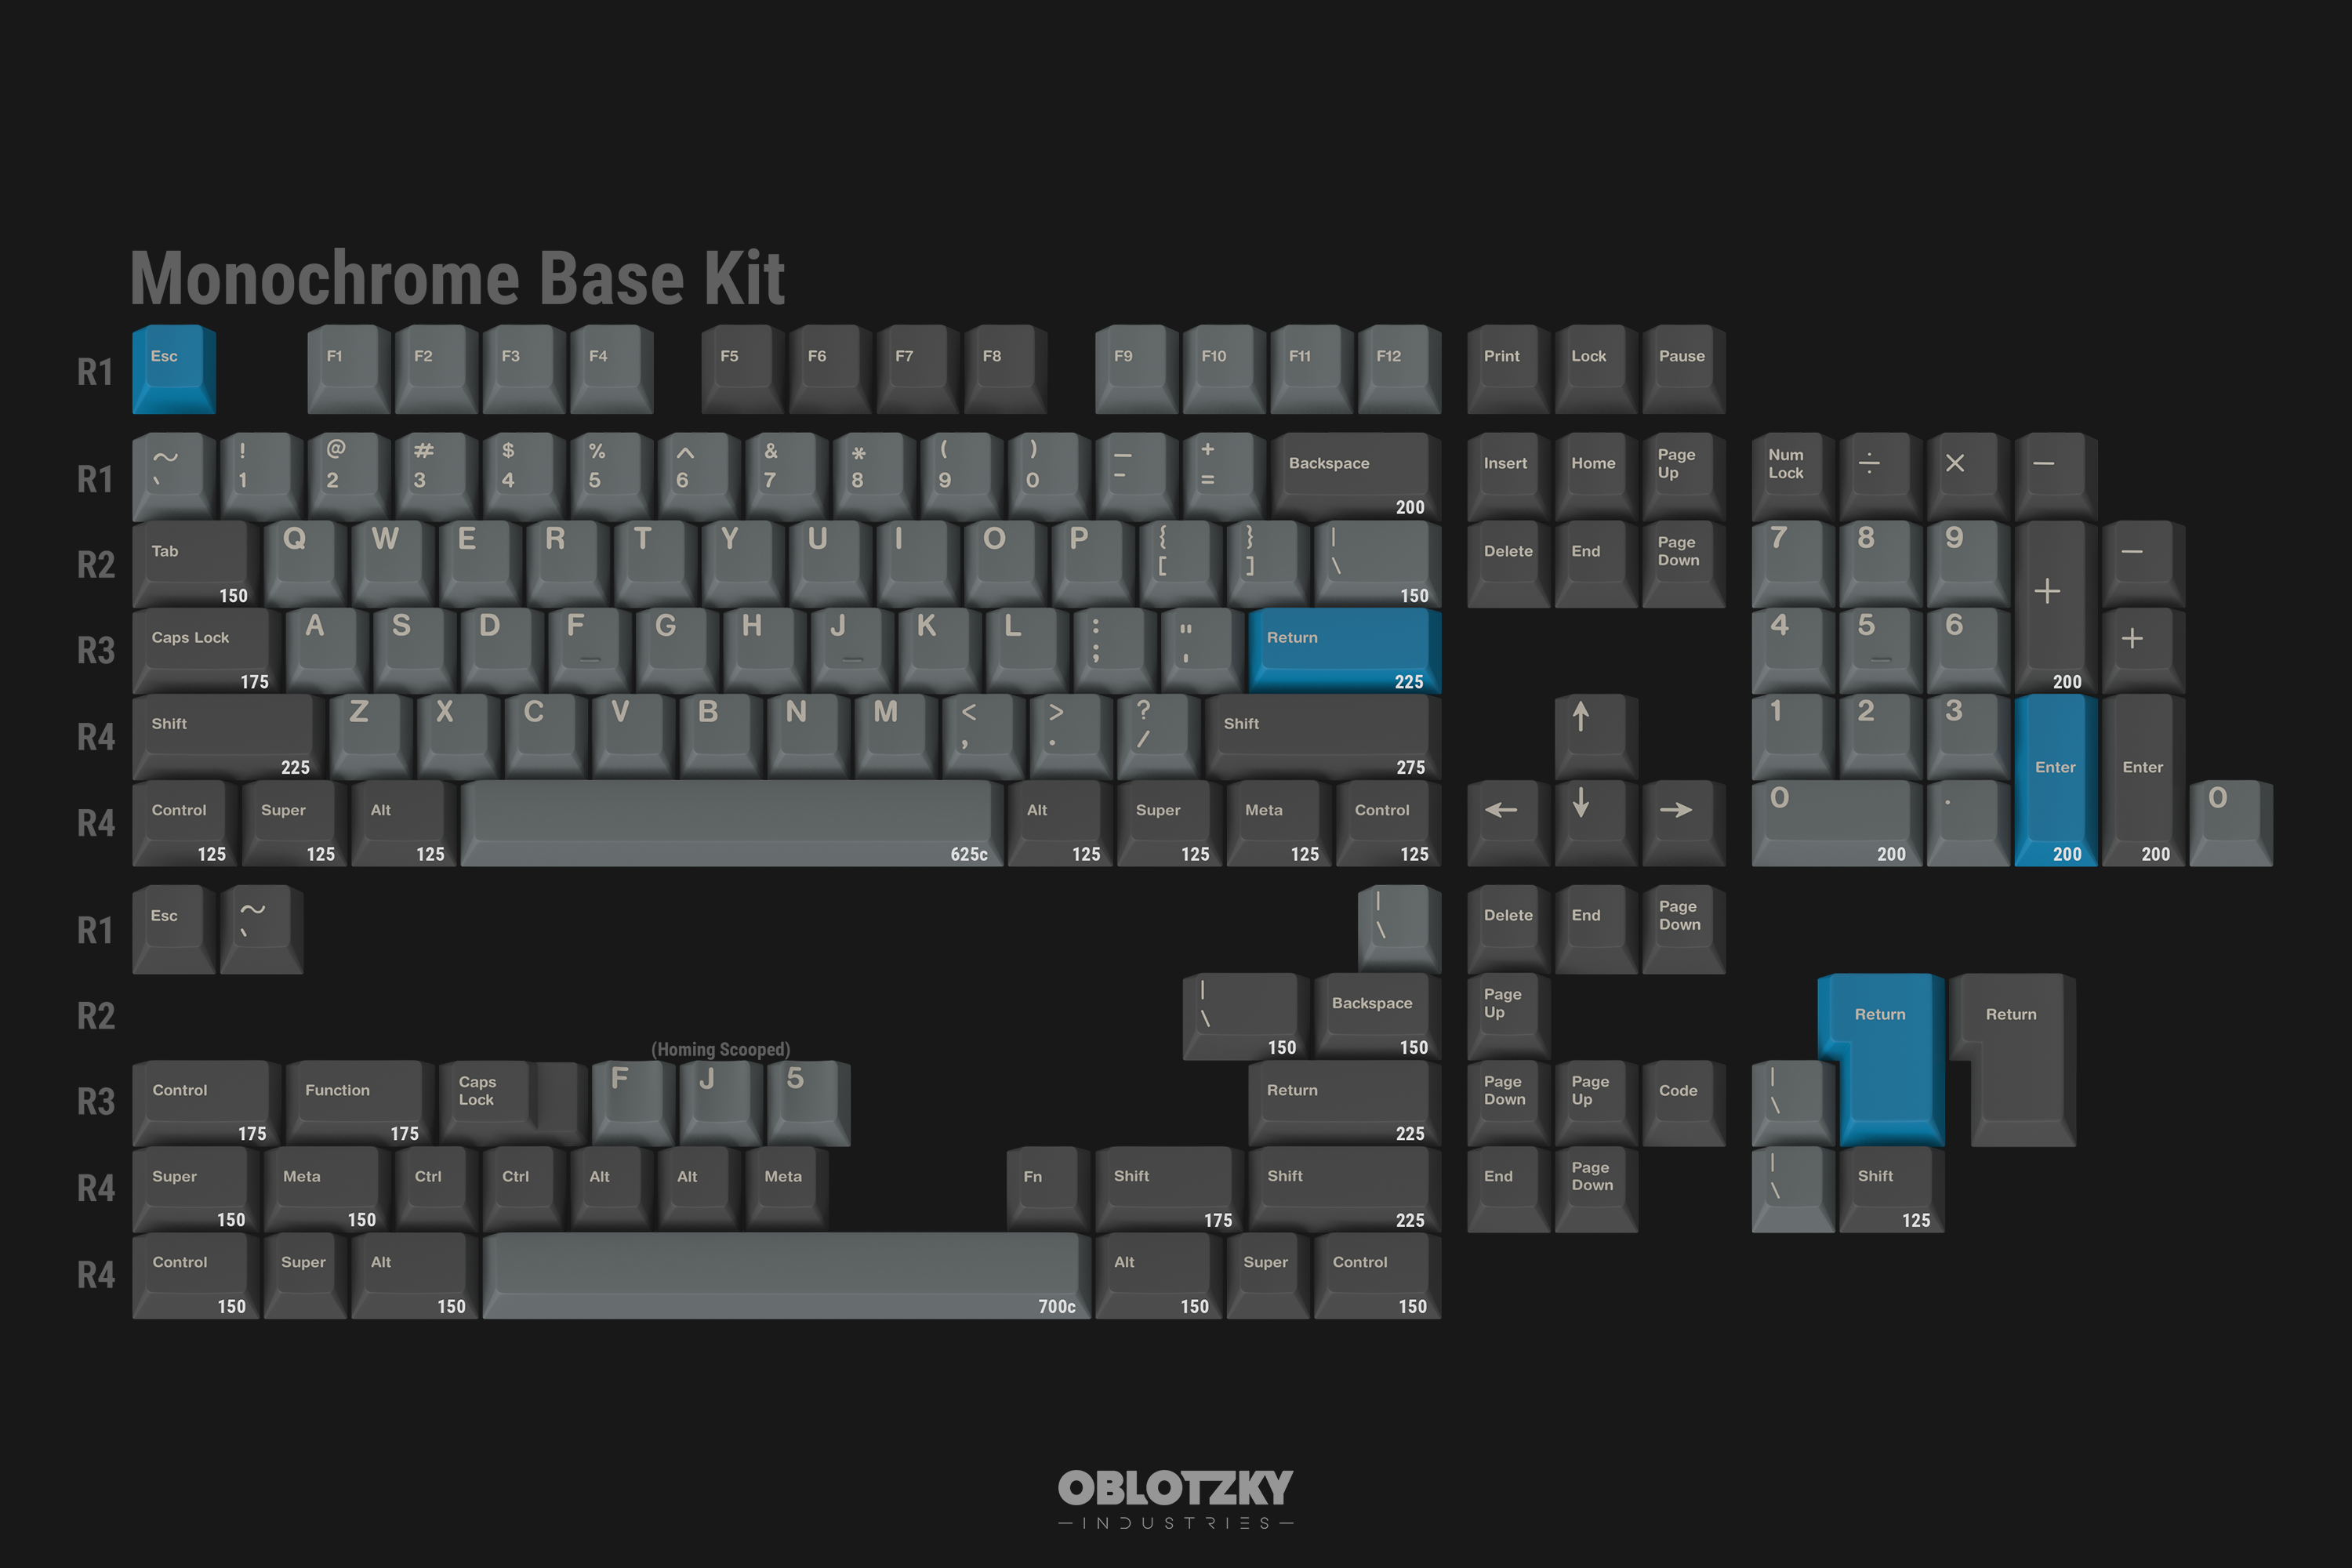 Monochrome Base Kit
R1 Esc F1 F2 F3 F4 F5 F6 F7 F8 F9 F10 F11 F12 Print Lock Pause
R1 ~ ! @ # $ % ^ & * ( ) _ + Backspace Insert Home Page Up Num Lock ÷ × −
` 1 2 3 4 5 6 7 8 9 0 - = 200
R2 Tab Q W E R T Y U I O P { } | Delete End Page Down 7 8 9 + −
150 [ ] \ 150
R3 Caps Lock A S D F G H J K L : " Return 4 5 6 +
175 ; ' 225 200
R4 Shift Z X C V B N M < > ? Shift ↑ 1 2 3 Enter Enter
225 , . / 275
R4 Control Super Alt Alt Super Meta Control ← ↓ → 0 . 0
125 125 125 625c 125 125 125 125 200 200 200
R1 Esc ~ | Delete End Page Down
` \
R2 | Backspace Page Up Return Return
\ 150 150
(Homing Scooped)
R3 Control Function Caps Lock F J 5 Return Page Down Page Up Code |
175 175 225 \
R4 Super Meta Ctrl Ctrl Alt Alt Meta Fn Shift Shift End Page Down | Shift
150 150 175 225 \ 125
R4 Control Super Alt Alt Super Control
150 150 700c 150 150
OBLOTZKY
INDUSTRIES